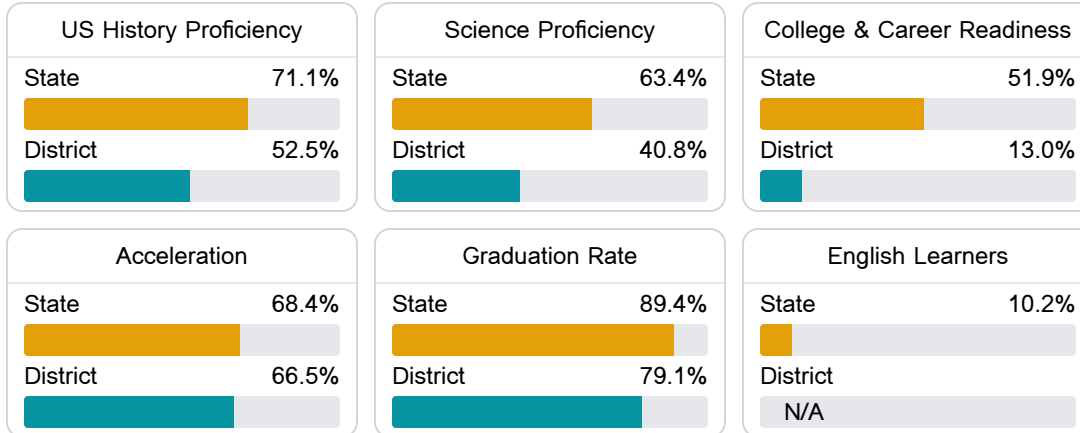 US History Proficiency
State 71.1%
District 52.5%
Science Proficiency
State 63.4%
District 40.8%
College & Career Readiness
State 51.9%
District 13.0%
Acceleration
State 68.4%
District 66.5%
Graduation Rate
State 89.4%
District 79.1%
English Learners
State 10.2%
District
N/A